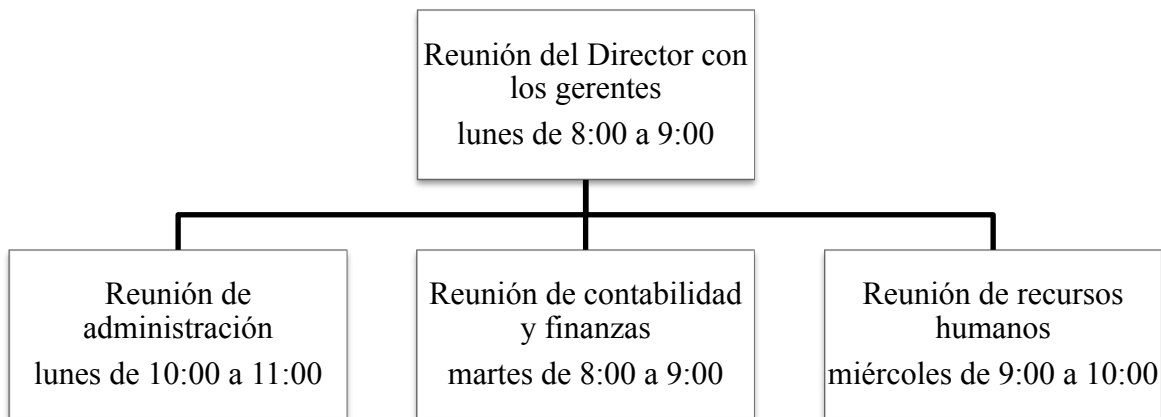 Reunión del Director con
los gerentes
lunes de 8:00 a 9:00
Reunión de
administración
lunes de 10:00 a 11:00
Reunión de contabilidad
y finanzas
martes de 8:00 a 9:00
Reunión de recursos
humanos
miércoles de 9:00 a 10:00